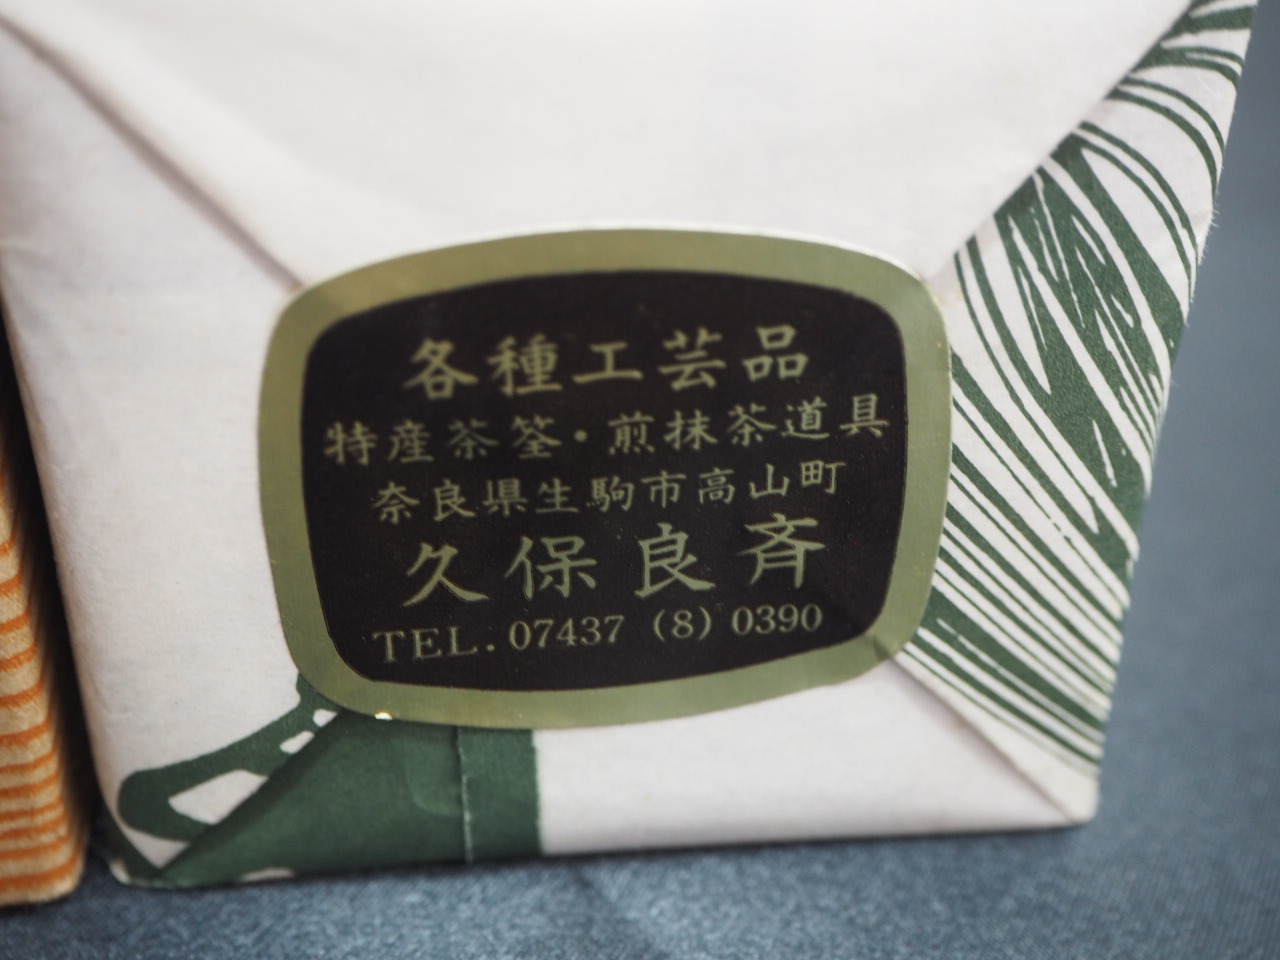 各種工芸品
特産茶筌・煎抹茶道具
奈良県生駒市高山町
久保良斉
TEL. 07437 (8) 0390